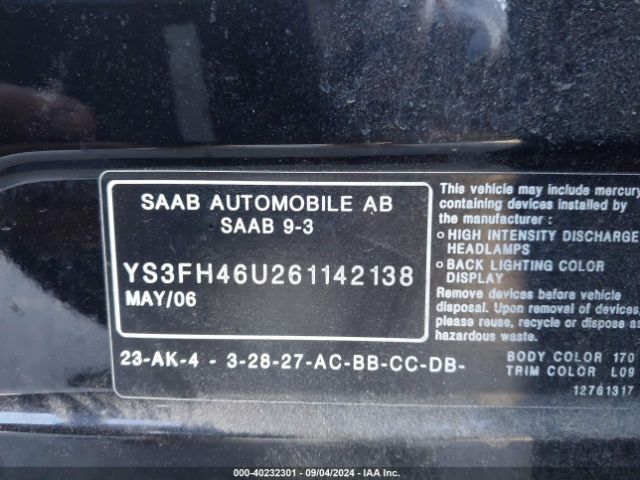 SAAB AUTOMOBILE AB
SAAB 9-3
YS3FH46U261142138
MAY/06
23-AK-4 - 3-28-27-AC-BB-CC-DB-
This vehicle may include mercury
containing devices installed by
the manufacturer :
o HIGH INTENSITY DISCHARGE
HEADLAMPS
o BACK LIGHTING COLOR
DISPLAY
Remove devices before vehicle
disposal. Upon removal of devices,
please reuse, recycle or dispose as
hazardous waste.
BODY COLOR 170
TRIM COLOR L09
12761317
000-40232301 - 09/04/2024 - IAA Inc.